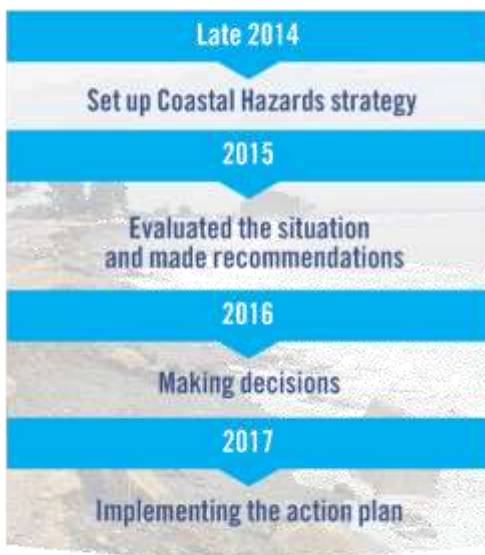 Late 2014
Set up Coastal Hazards strategy
2015
Evaluated the situation
and made recommendations
2016
Making decisions
2017
Implementing the action plan